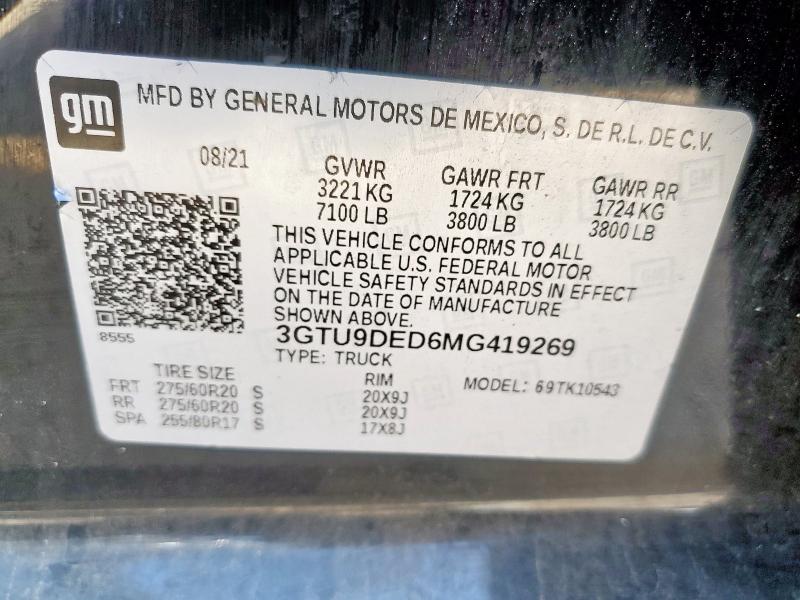 gm
MFD BY GENERAL MOTORS DE MEXICO, S. DE R.L. DE C.V.
08/21 GVWR GAWR FRT GAWR RR
3221 KG 1724 KG 1724 KG
7100 LB 3800 LB 3800 LB
THIS VEHICLE CONFORMS TO ALL
APPLICABLE U.S. FEDERAL MOTOR
VEHICLE SAFETY STANDARDS IN EFFECT
ON THE DATE OF MANUFACTURE
SHOWN ABOVE.
8555 3GTU9DED6MG419269
TYPE: TRUCK
TIRE SIZE RIM MODEL: 69TK10543
FRT 275/60R20 S 20X9J
RR 275/60R20 S 20X9J
SPA 255/80R17 S 17X8J